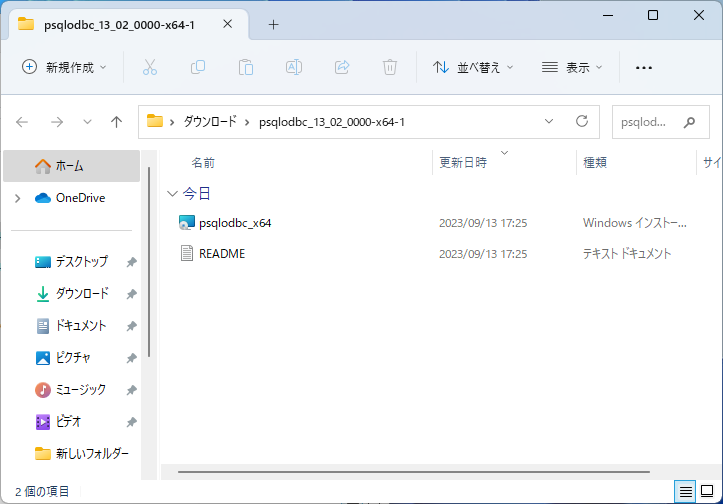 psqlodbc_13_02_0000-x64-1
新規作成
並べ替え
表示
ダウンロード
psqlodbc_13_02_0000-x64-1
psqlod...
名前
更新日時
種類
サイ
ホーム
OneDrive
デスクトップ
ダウンロード
ドキュメント
ピクチャ
ミュージック
ビデオ
新しいフォルダー
今日
psqlodbc_x64 2023/09/13 17:25 Windows インストー...
README 2023/09/13 17:25 テキスト ドキュメント
2 個の項目